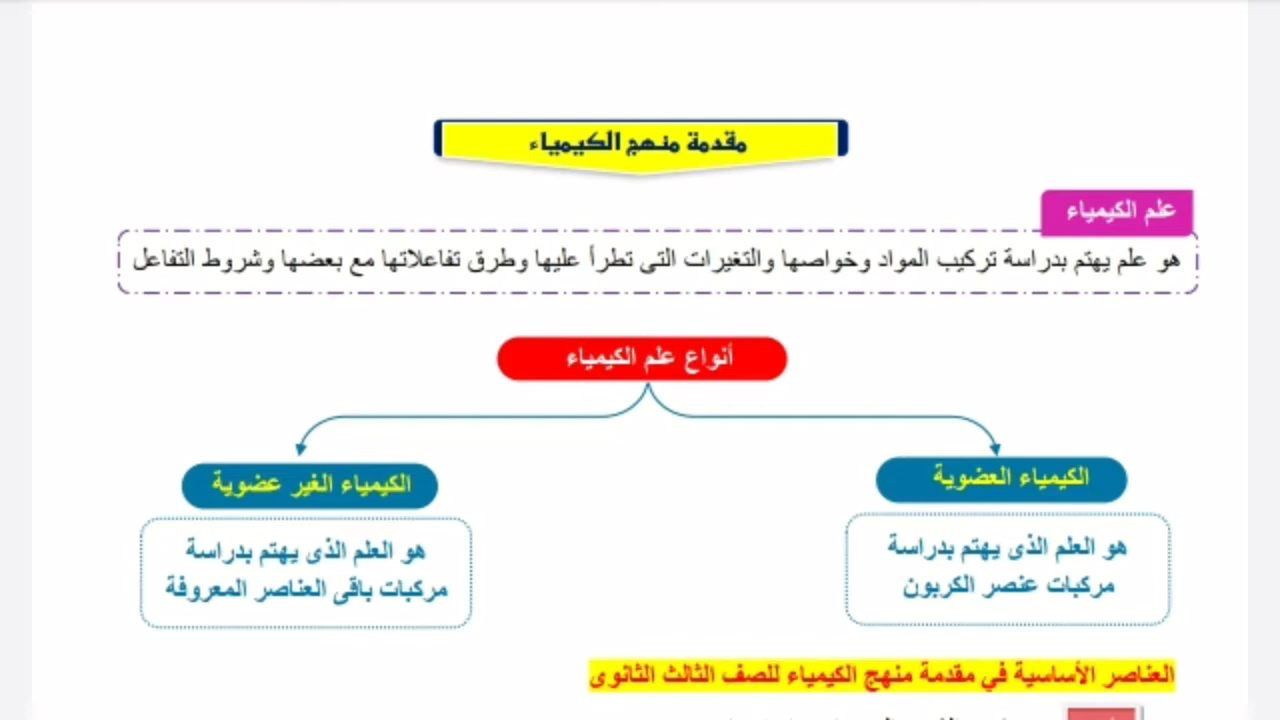 مقدمة منهج الكيمياء
علم الكيمياء
هو علم يهتم بدراسة تركيب المواد وخواصها والتغيرات التى تطرأ عليها وطرق تفاعلاتها مع بعضها وشروط التفاعل
أنواع علم الكيمياء
الكيمياء العضوية
هو العلم الذى يهتم بدراسة
مركبات عنصر الكربون
الكيمياء الغير عضوية
هو العلم الذى يهتم بدراسة
مركبات باقى العناصر المعروفة
العناصر الأساسية في مقدمة منهج الكيمياء للصف الثالث الثانوى